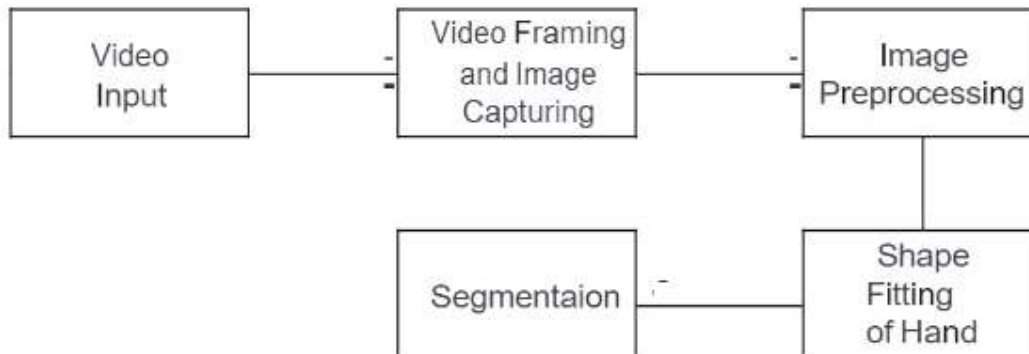 Video
Input
Video Framing
and Image
Capturing
Image
Preprocessing
Shape
Fitting
of Hand
Segmentaion